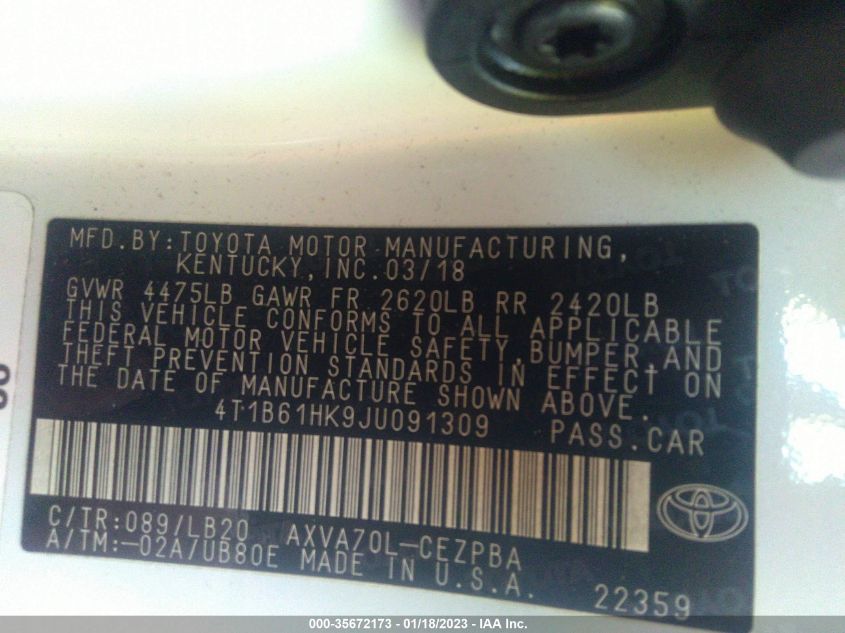 MFD.BY:TOYOTA MOTOR MANUFACTURING,
KENTUCKY,INC.03/18
GVWR 4475LB GAWR FR 2620LB RR 2420LB
THIS VEHICLE CONFORMS TO ALL APPLICABLE
FEDERAL MOTOR VEHICLE SAFETY,BUMPER,AND
THEFT PREVENTION STANDARDS IN EFFECT ON
THE DATE OF MANUFACTURE SHOWN ABOVE.
4T1B61HK9JU091309 PASS.CAR
C/TR:089/LB20 AXVA70L-CEZPBA
A/TM:-02A/UB80E MADE IN U.S.A.
22359
000-35672173 - 01/18/2023 - IAA Inc.